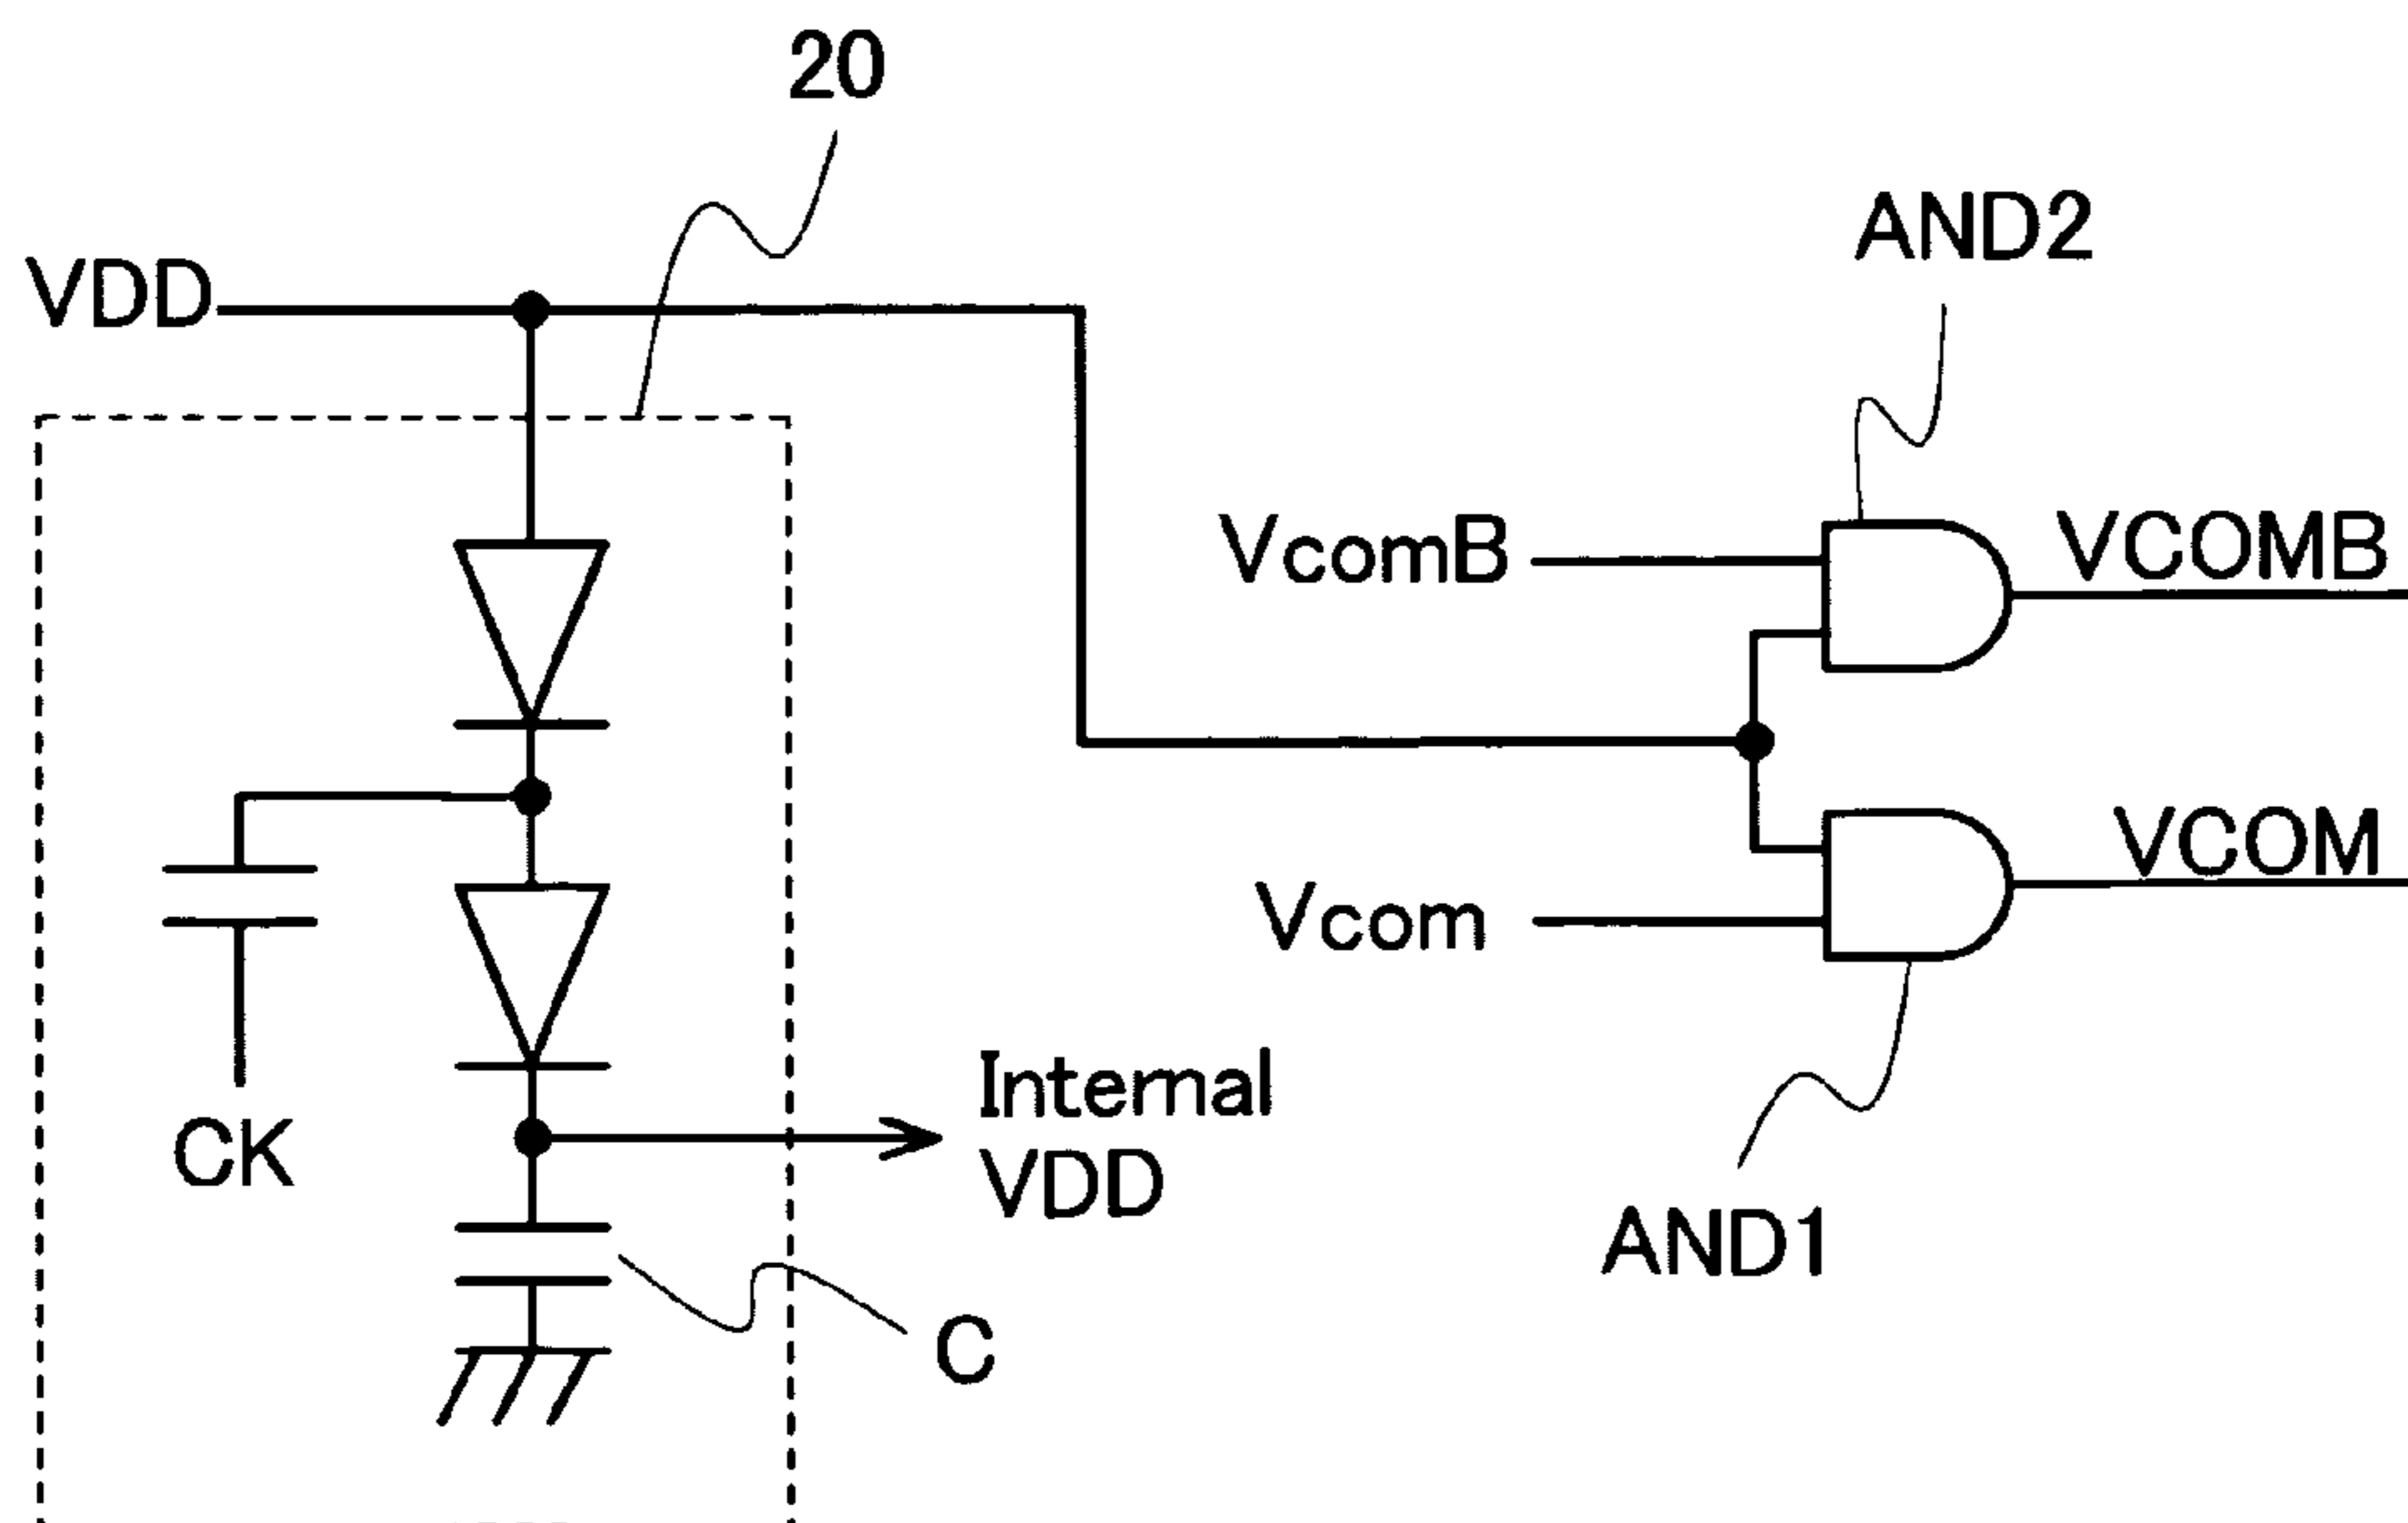 20
AND2
VDD
VcomB
VCOMB
VCOM
Vcom
Internal
VDD
CK
AND1
C